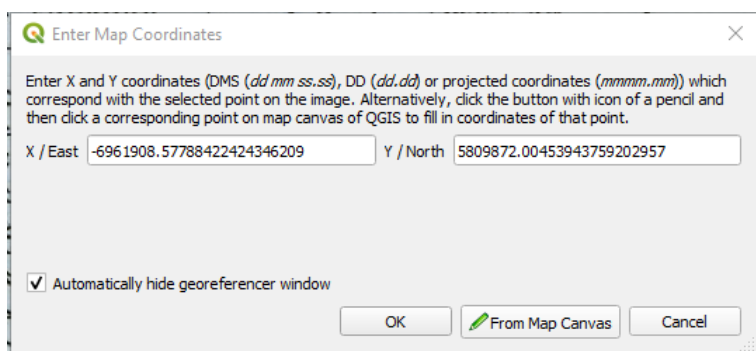 Enter Map Coordinates
Enter X and Y coordinates (DMS (dd mm ss.ss), DD (dd.dd) or projected coordinates (mmmm.mm)) which
correspond with the selected point on the image. Alternatively, click the button with icon of a pencil and
then click a corresponding point on map canvas of QGIS to fill in coordinates of that point.
X / East -6961908.57788422424346209 Y / North 5809872.00453943759202957
Automatically hide georeferencer window
OK From Map Canvas Cancel